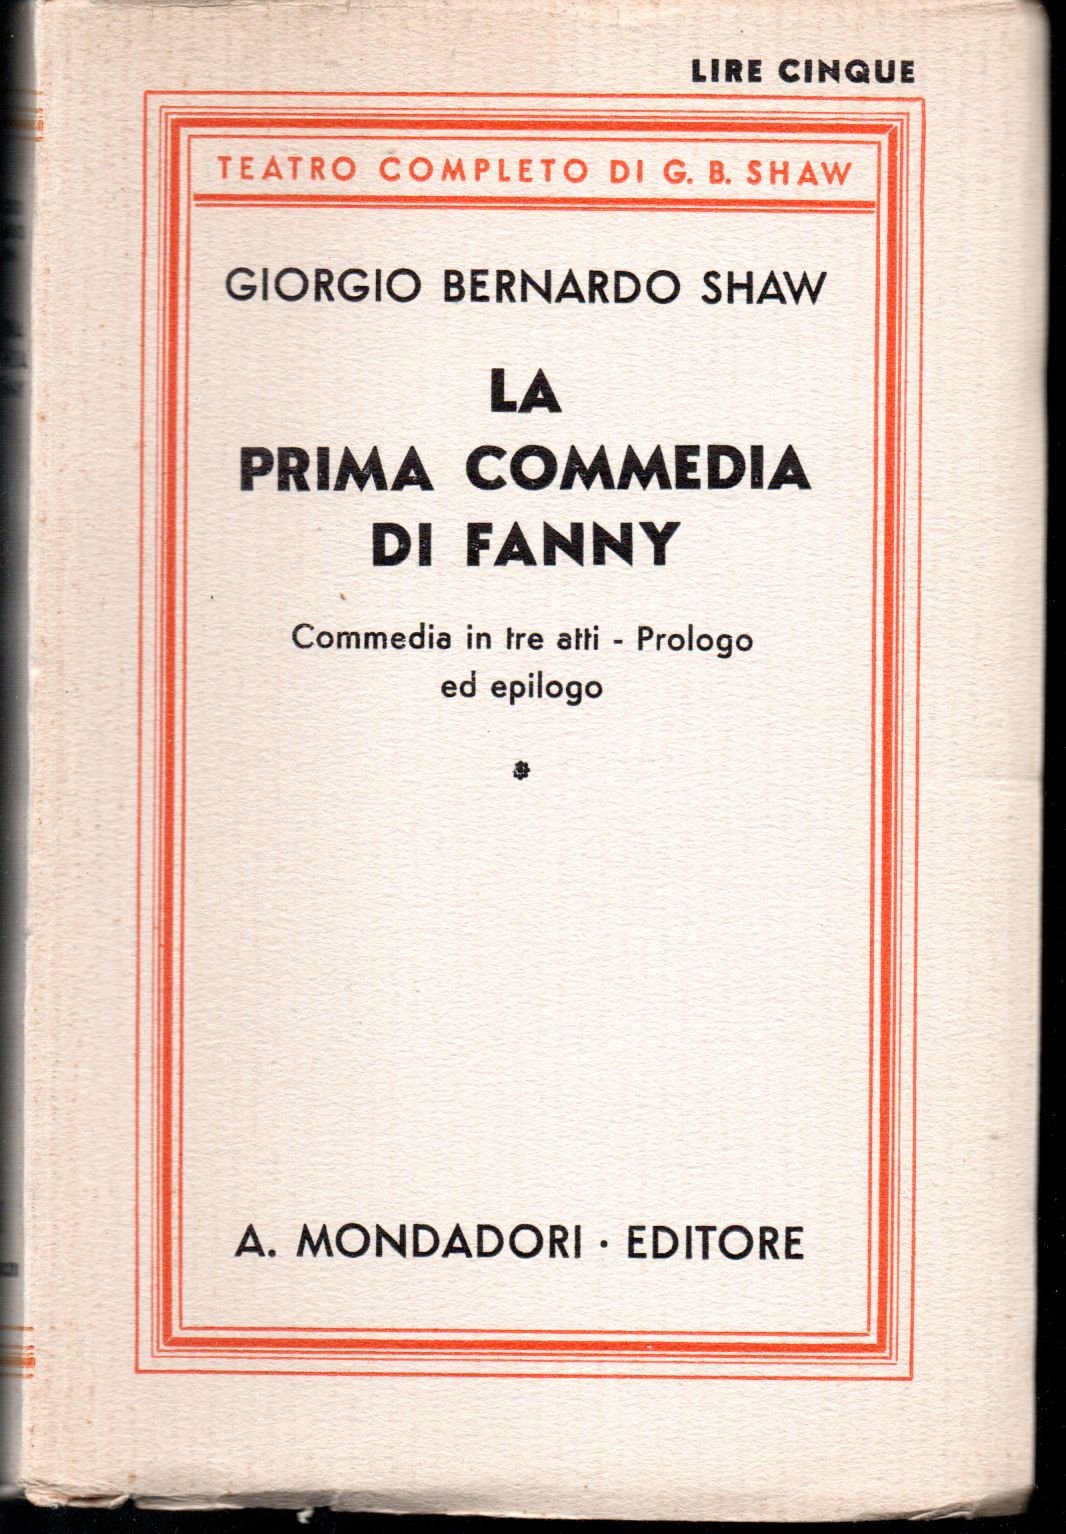 LIRE CINQUE
TEATRO COMPLETO DI G. B. SHAW
GIORGIO BERNARDO SHAW
LA
PRIMA COMMEDIA
DI FANNY
Commedia in tre atti - Prologo
ed epilogo
A. MONDADORI · EDITORE